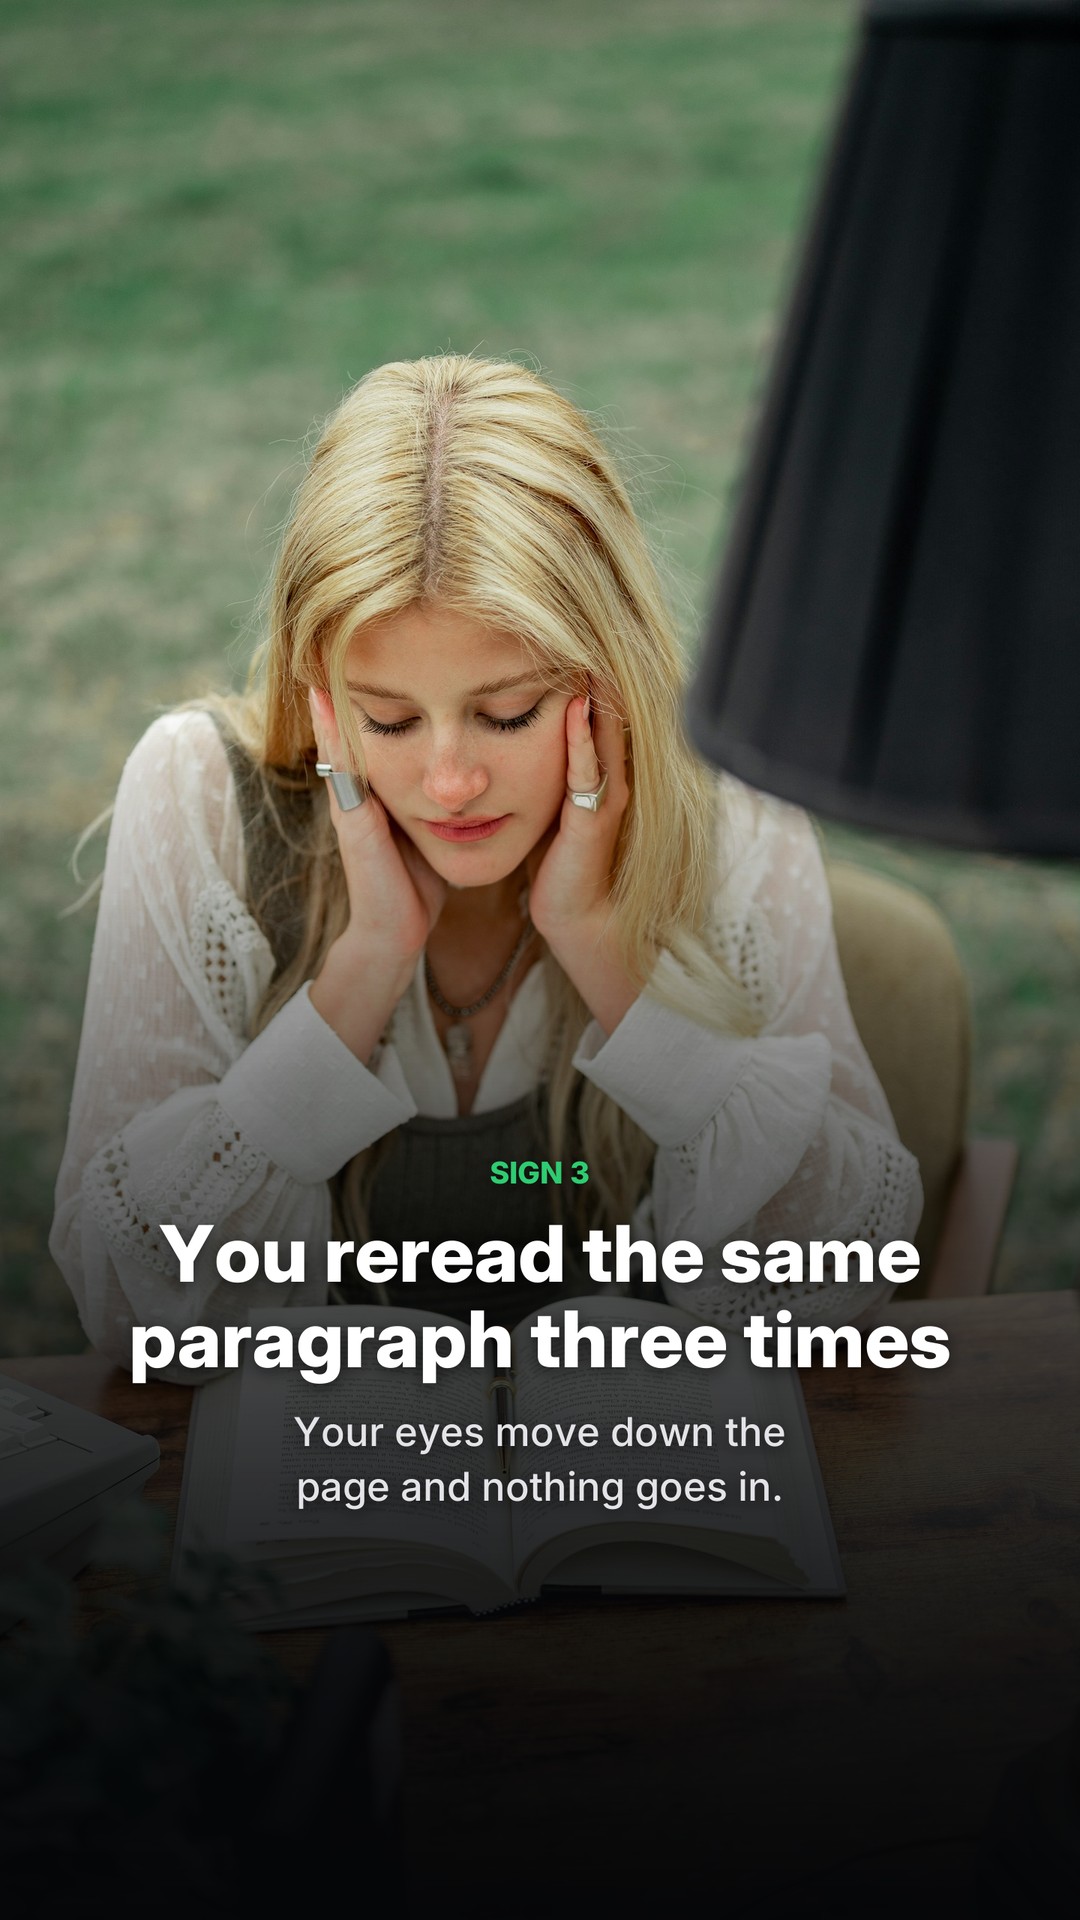 SIGN 3
You reread the same
paragraph three times
Your eyes move down the
page and nothing goes in.